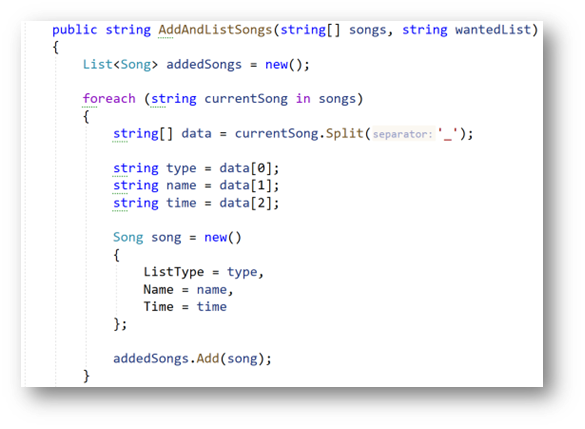 public string AddAndListSongs(string[] songs, string wantedList)
{
    List<Song> addedSongs = new();

    foreach (string currentSong in songs)
    {
        string[] data = currentSong.Split(separator: '_');

        string type = data[0];
        string name = data[1];
        string time = data[2];

        Song song = new()
        {
            ListType = type,
            Name = name,
            Time = time
        };

        addedSongs.Add(song);
    }